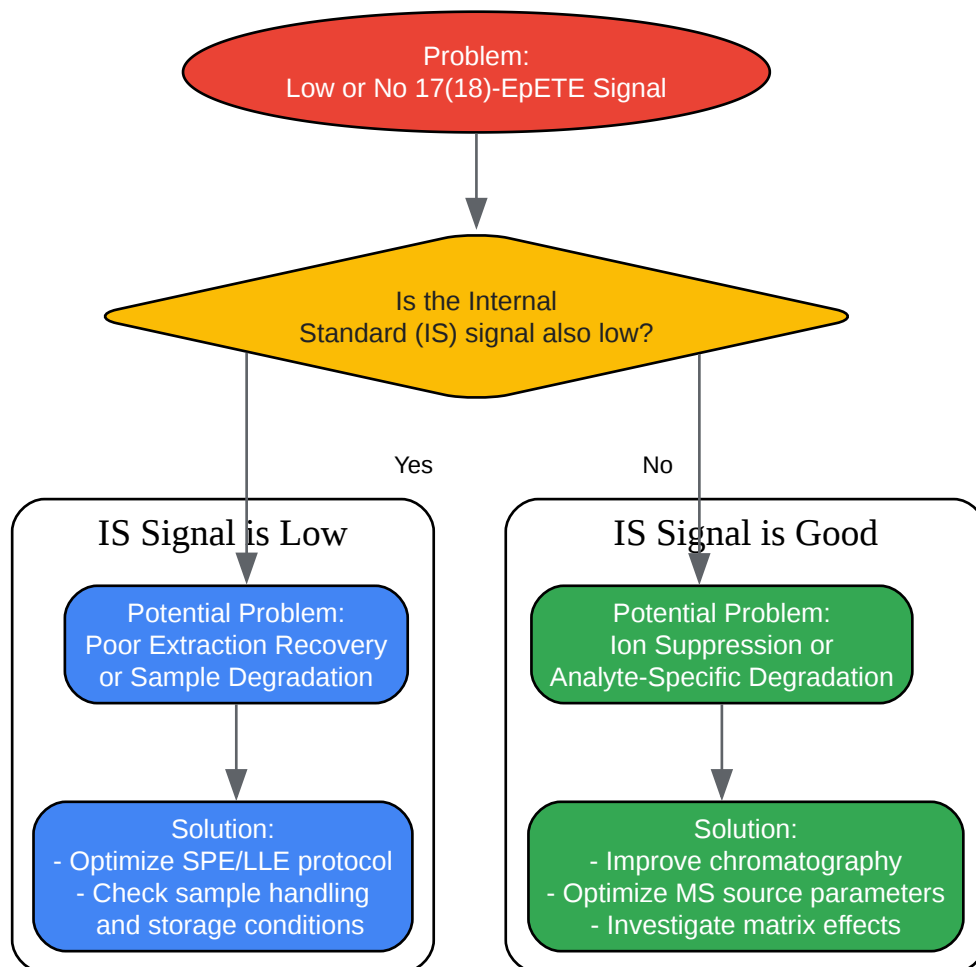 Problem:
Low or No 17(18)-EpETE Signal
Is the Internal
Standard (IS) signal also low?
Yes
No
IS Signal is Low
Potential Problem:
Poor Extraction Recovery
or Sample Degradation
Solution:
- Optimize SPE/LLE protocol
- Check sample handling
and storage conditions
IS Signal is Good
Potential Problem:
Ion Suppression or
Analyte-Specific Degradation
Solution:
- Improve chromatography
- Optimize MS source parameters
- Investigate matrix effects